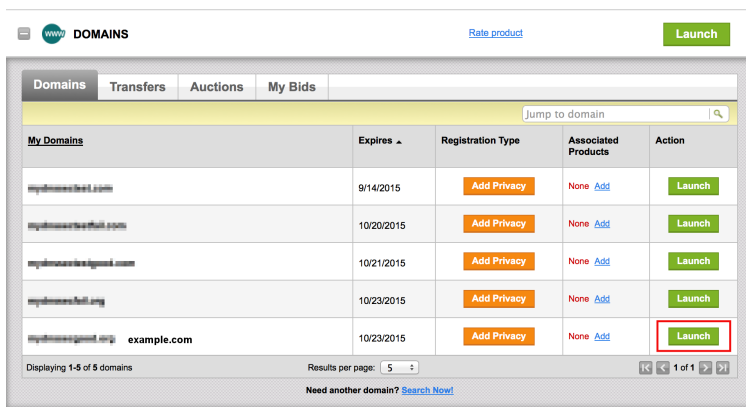 www DOMAINS Rate product Launch
Domains Transfers Auctions My Bids
Jump to domain
My Domains Expires Registration Type Associated Products Action
9/14/2015 Add Privacy None Add Launch
10/20/2015 Add Privacy None Add Launch
10/21/2015 Add Privacy None Add Launch
10/23/2015 Add Privacy None Add Launch
example.com 10/23/2015 Add Privacy None Add Launch
Displaying 1-5 of 5 domains Results per page: 5 1 of 1
Need another domain? Search Now!